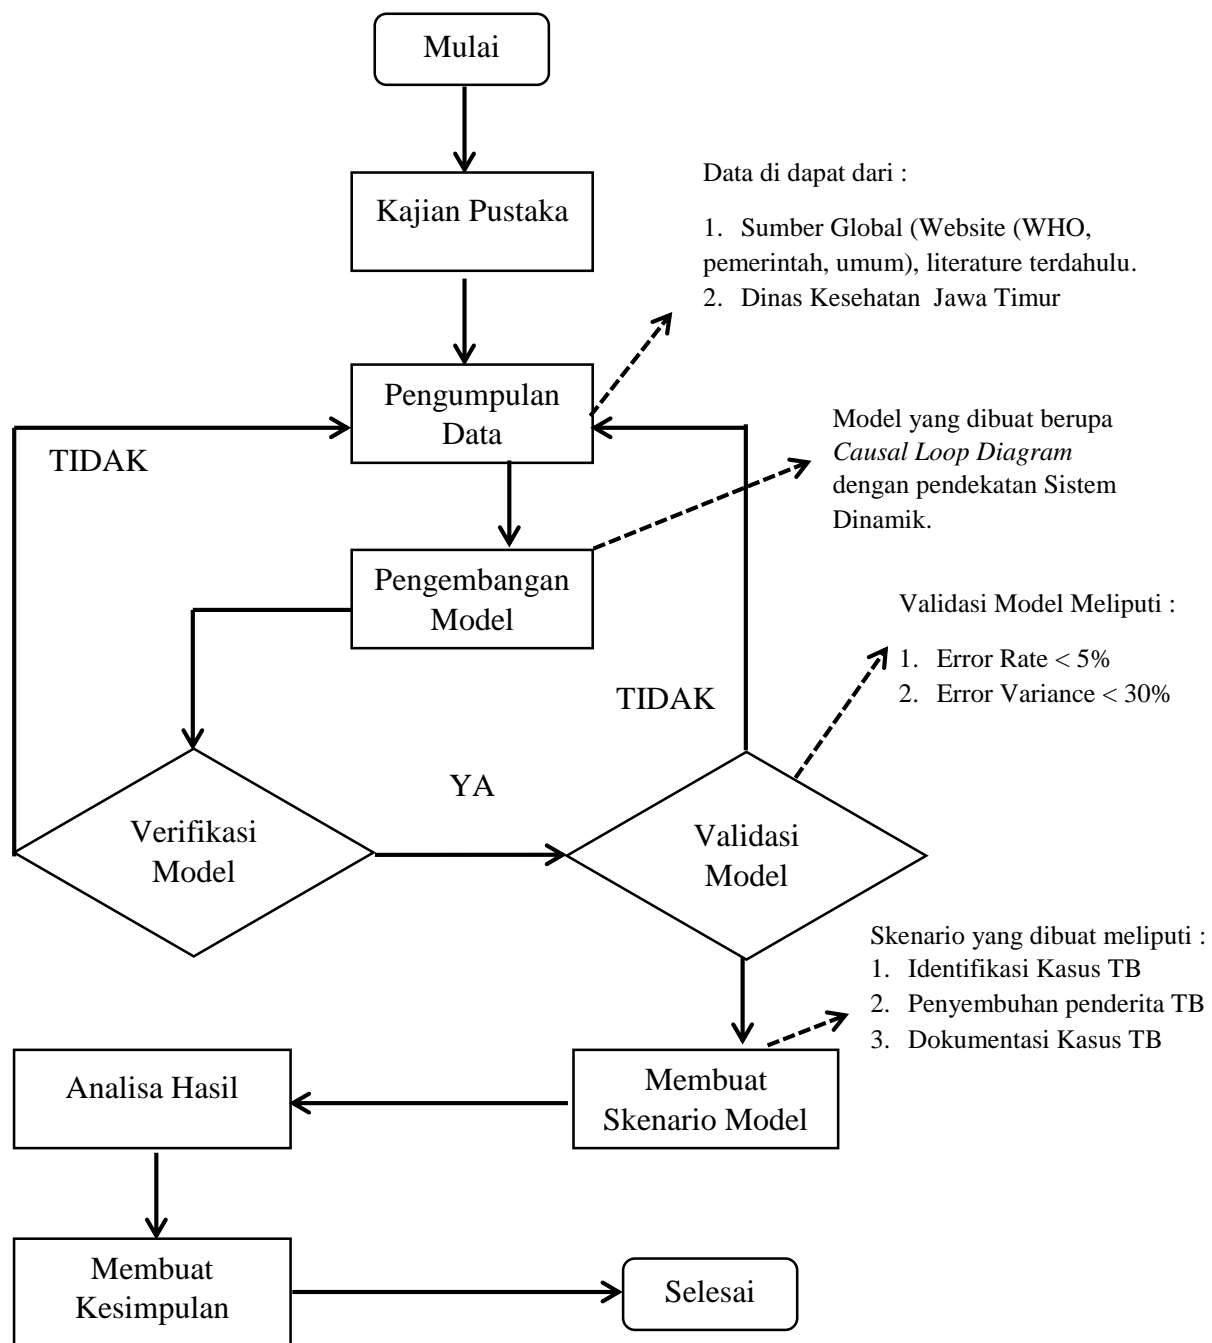 Mulai
Kajian Pustaka
Data di dapat dari :
1. Sumber Global (Website (WHO,
pemerintah, umum), literature terdahulu.
2. Dinas Kesehatan Jawa Timur
Pengumpulan
Data
TIDAK
Model yang dibuat berupa
Causal Loop Diagram
dengan pendekatan Sistem
Dinamik.
Pengembangan
Model
Validasi Model Meliputi :
1. Error Rate < 5%
2. Error Variance < 30%
TIDAK
YA
Verifikasi
Model
Validasi
Model
Skenario yang dibuat meliputi :
1. Identifikasi Kasus TB
2. Penyembuhan penderita TB
3. Dokumentasi Kasus TB
Membuat
Skenario Model
Analisa Hasil
Membuat
Kesimpulan
Selesai